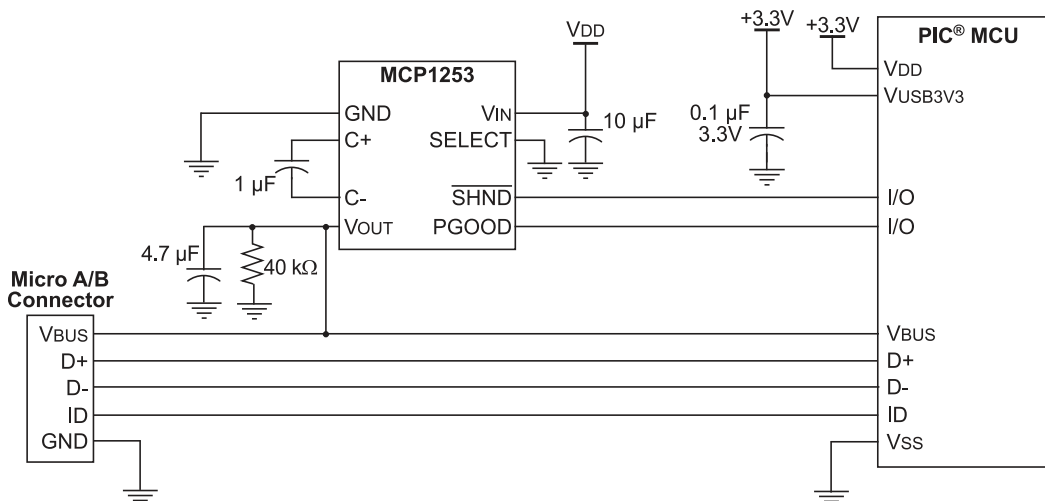 +3.3V
+3.3V
PIC® MCU
VDD
MCP1253
VDD
VUSB3V3
GND
VIN
10 µF
0.1 µF
3.3V
C+
SELECT
1 µF
C-
SHND
I/O
VOUT
PGOOD
I/O
4.7 µF
40 kΩ
Micro A/B
Connector
VBUS
VBUS
D+
D+
D-
D-
ID
ID
GND
VSS